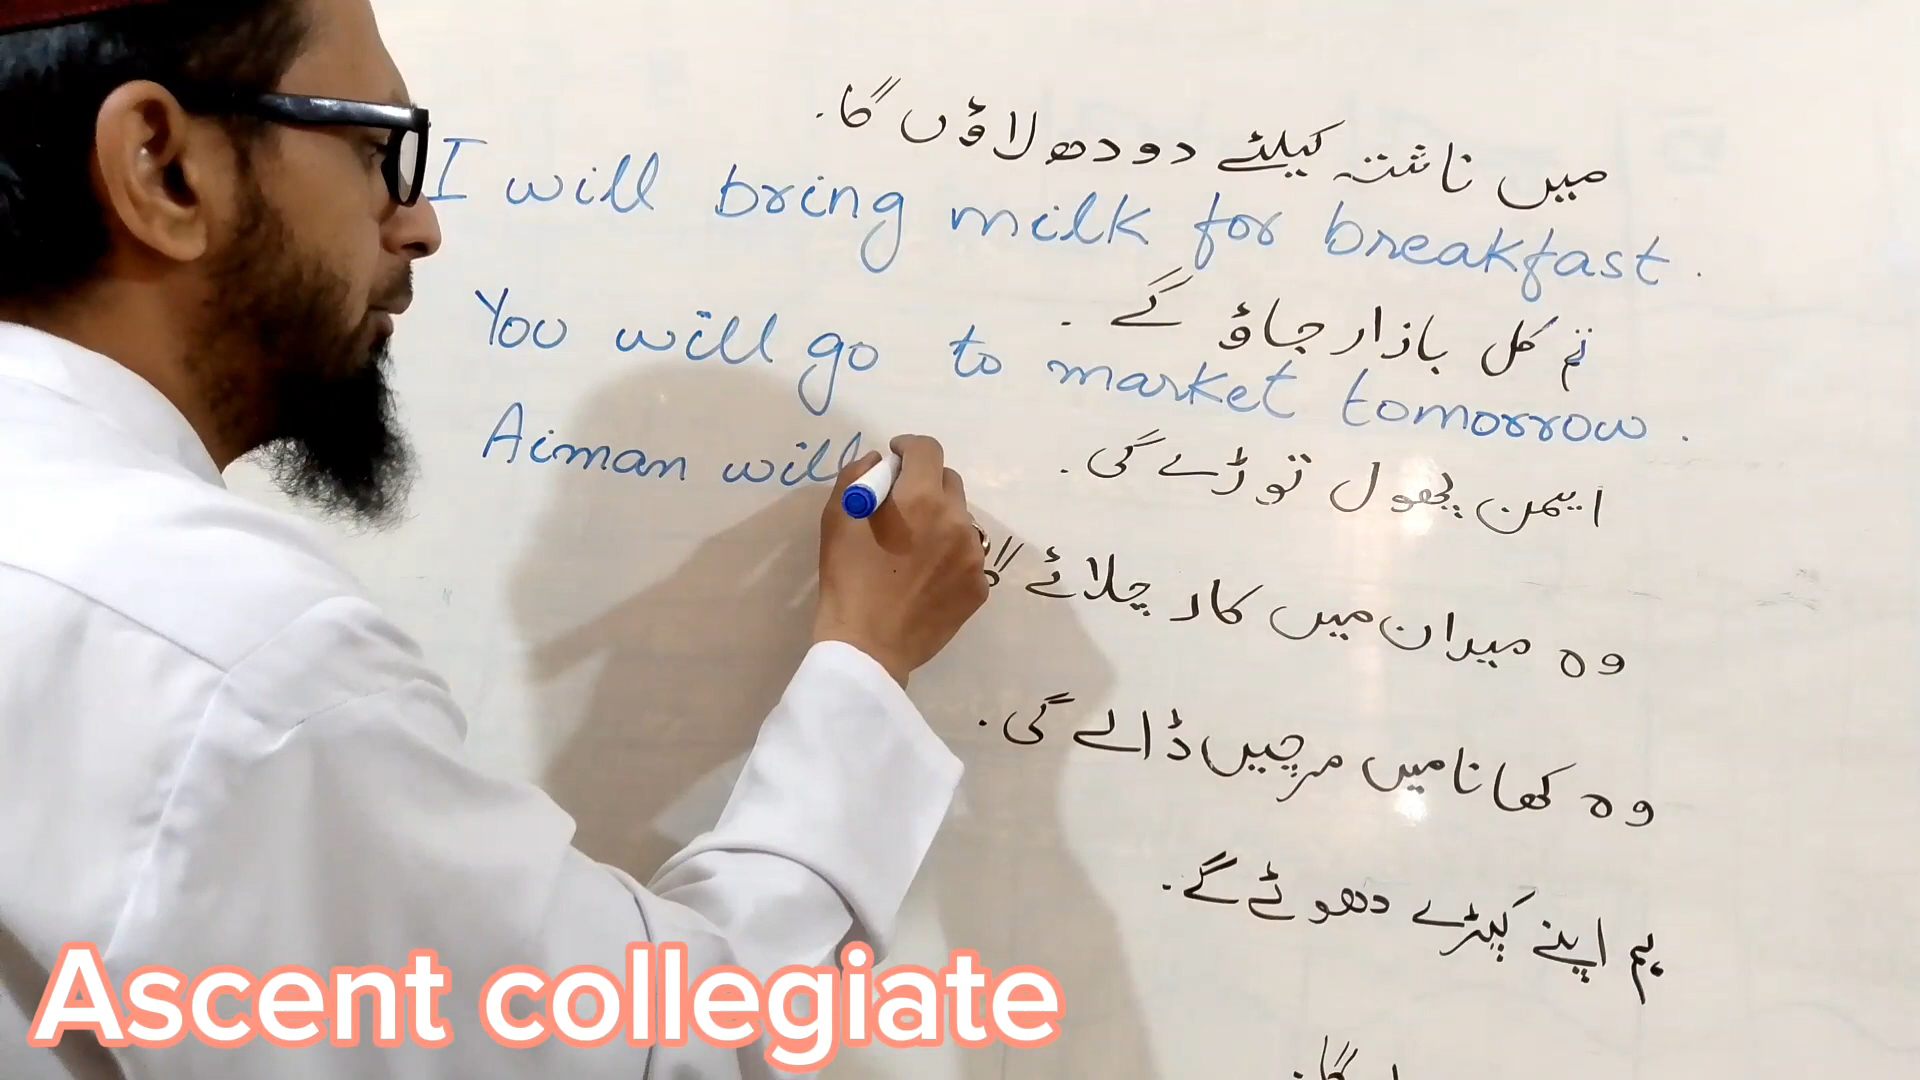 میں ناشتہ کیلئے دودھ لاؤں گا.
I will bring milk for breakfast.
تم کل بازار جاؤ گے.
You will go to market tomorrow.
ایمن پھول توڑے گی.
Aiman will
وہ میدان میں کار چلائے گا
وہ کھانا میں مرچیں ڈالے گی.
ہم اپنے کپڑے دھوئے گے.
Ascent collegiate